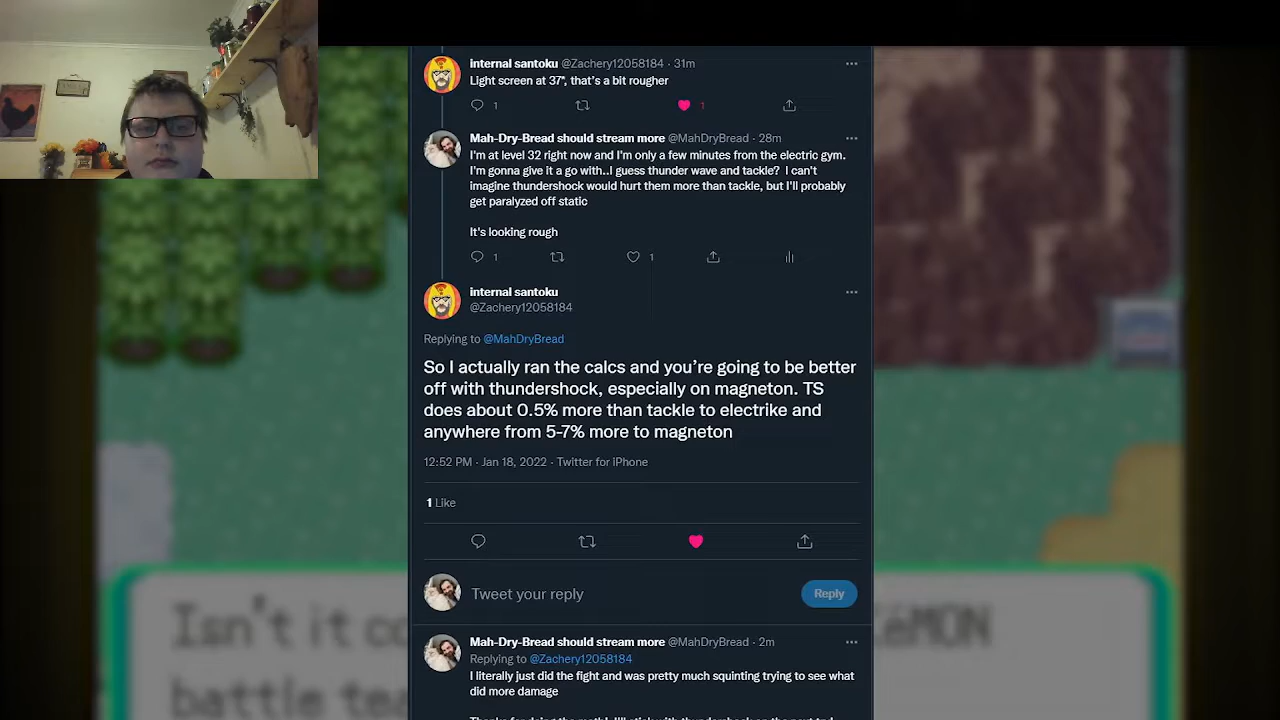 internal santoku @Zachery12058184 · 31m
Light screen at 37*, that's a bit rougher
1 1
Mah-Dry-Bread should stream more @MahDryBread · 28m
I'm at level 32 right now and I'm only a few minutes from the electric gym.
I'm gonna give it a go with..I guess thunder wave and tackle? I can't
imagine thundershock would hurt them more than tackle, but I'll probably
get paralyzed off static
It's looking rough
1 1
internal santoku
@Zachery12058184
Replying to @MahDryBread
So I actually ran the calcs and you're going to be better
off with thundershock, especially on magneton. TS
does about 0.5% more than tackle to electrike and
anywhere from 5-7% more to magneton
12:52 PM · Jan 18, 2022 · Twitter for iPhone
1 Like
Tweet your reply
Reply
Mah-Dry-Bread should stream more @MahDryBread · 2m
Replying to @Zachery12058184
I literally just did the fight and was pretty much squinting trying to see what
did more damage
Isn't it co
éMON
battle tea